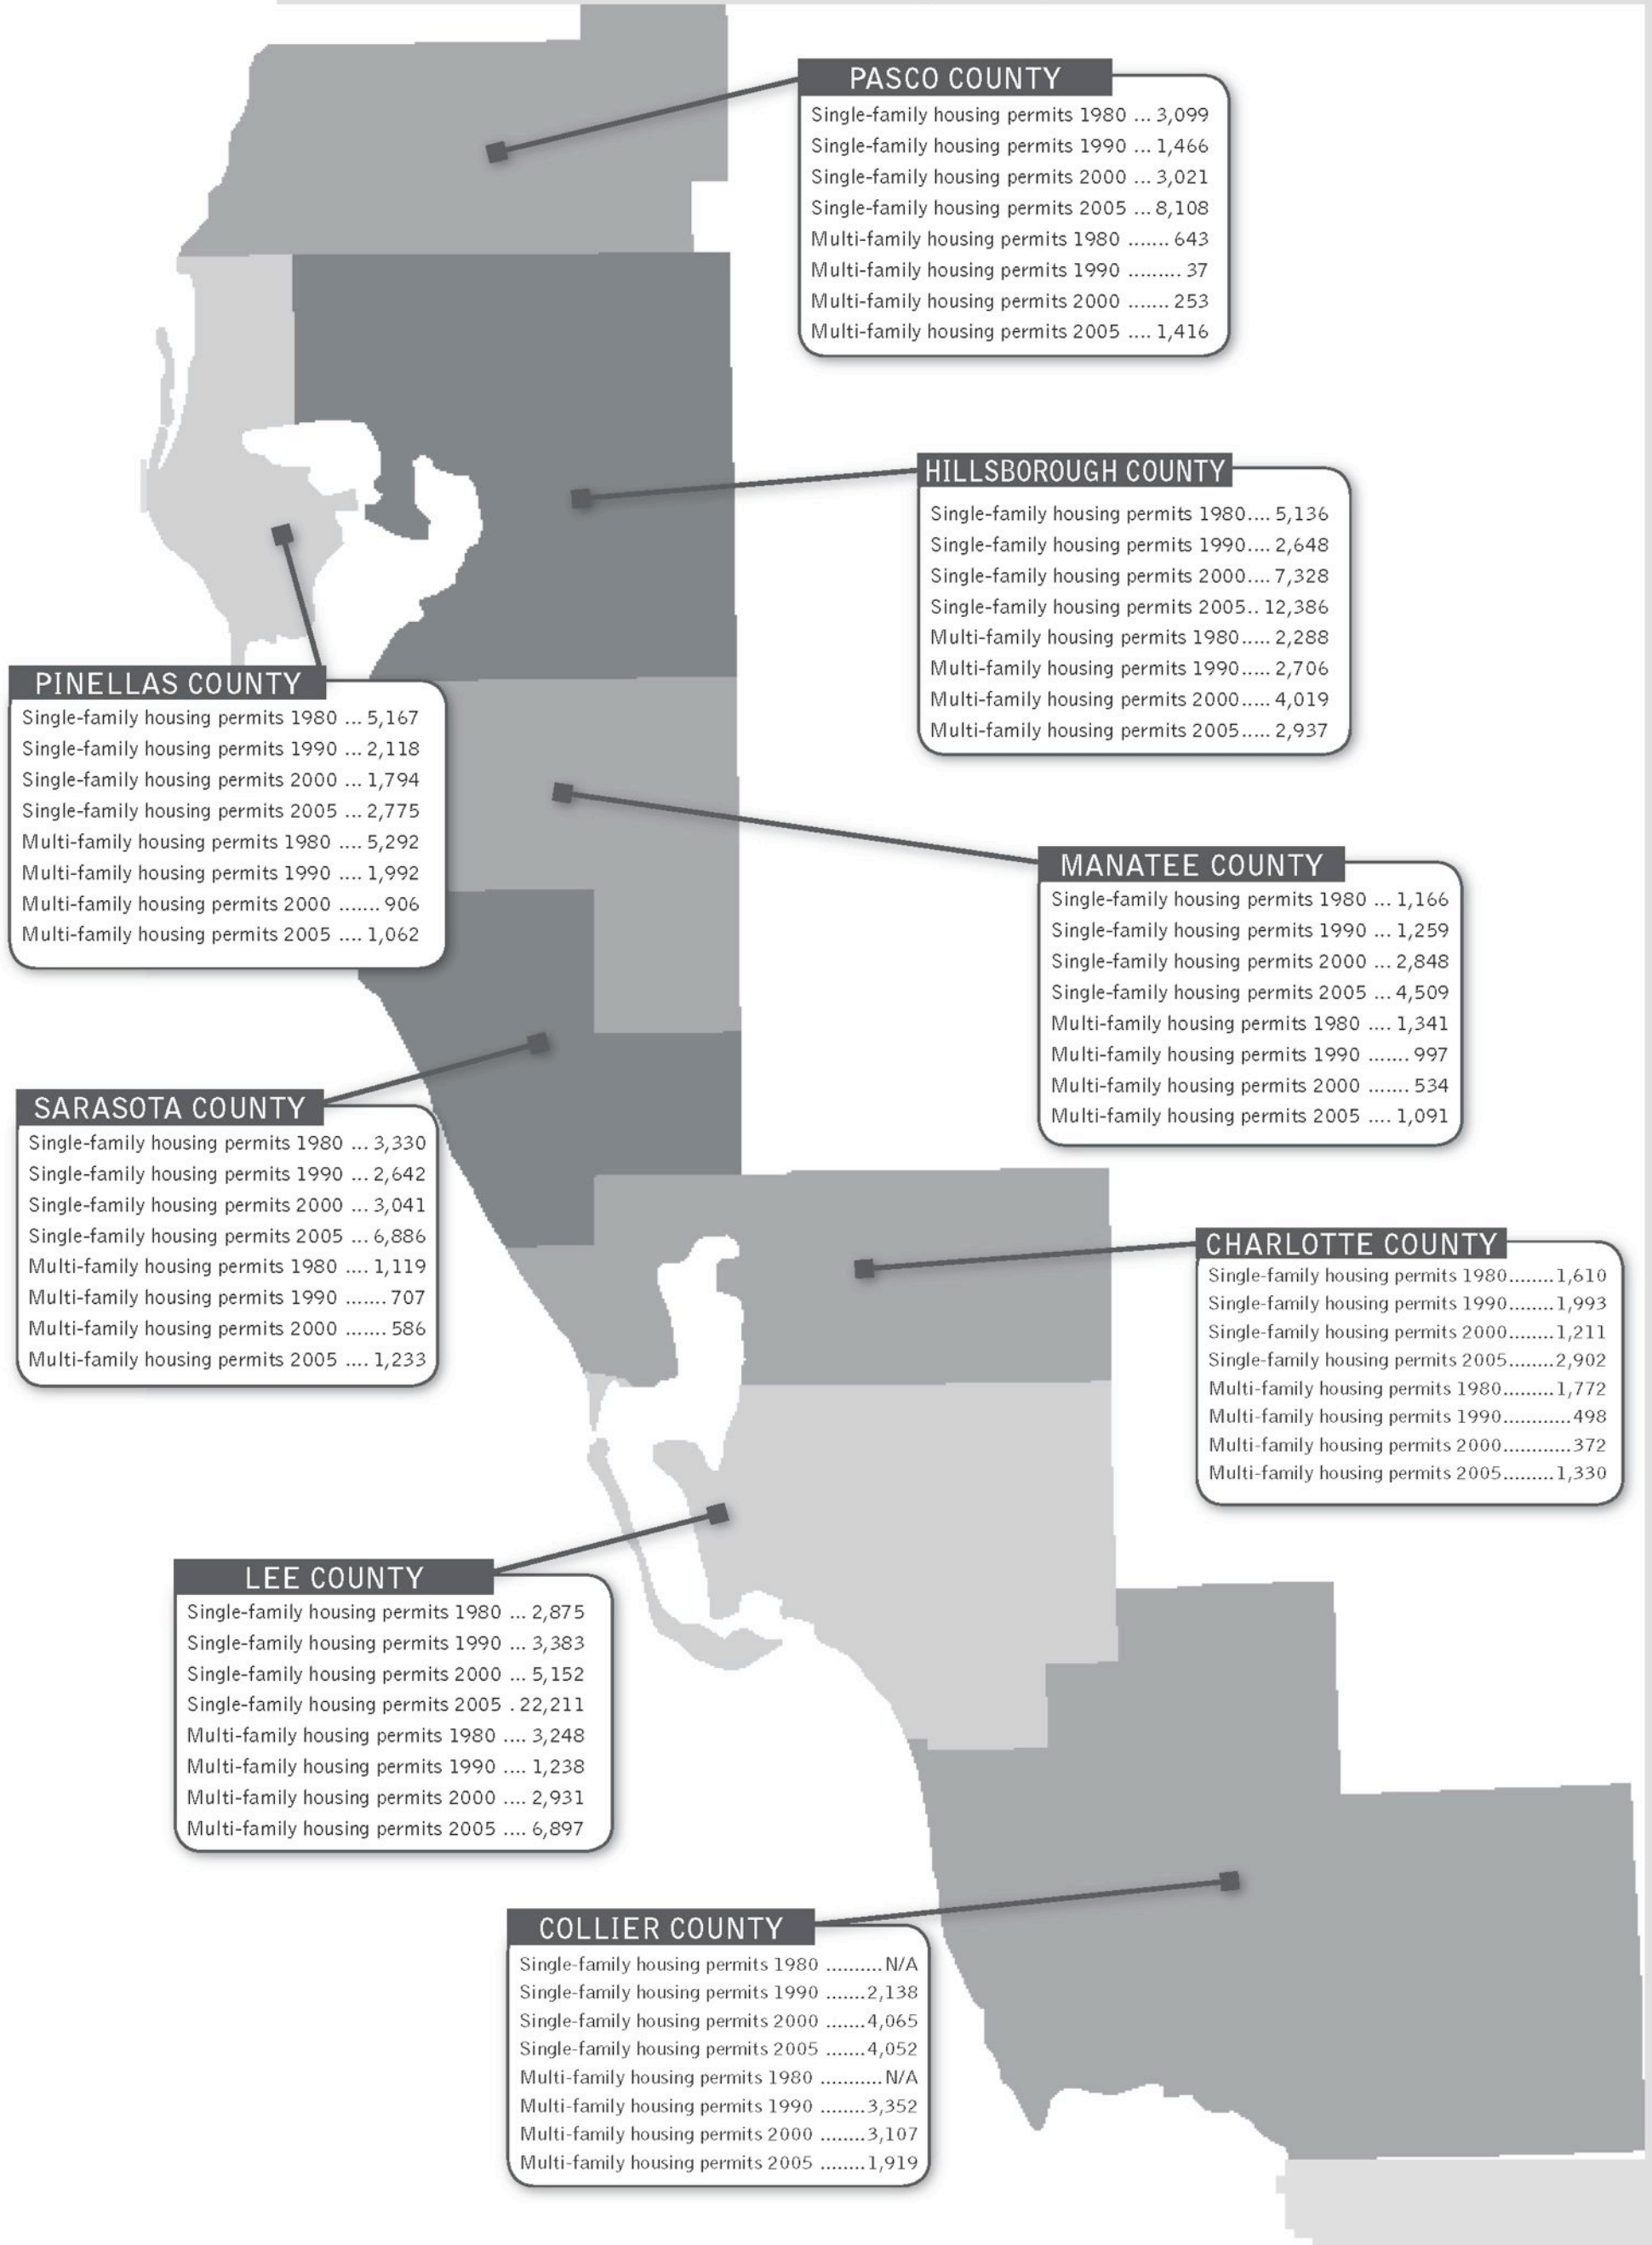 PASCO COUNTY
Single-family housing permits 1980 ... 3,099
Single-family housing permits 1990 ... 1,466
Single-family housing permits 2000 ... 3,021
Single-family housing permits 2005 ... 8,108
Multi-family housing permits 1980 ....... 643
Multi-family housing permits 1990 ......... 37
Multi-family housing permits 2000 ....... 253
Multi-family housing permits 2005 .... 1,416
HILLSBOROUGH COUNTY
Single-family housing permits 1980.... 5,136
Single-family housing permits 1990.... 2,648
Single-family housing permits 2000.... 7,328
Single-family housing permits 2005.. 12,386
Multi-family housing permits 1980..... 2,288
Multi-family housing permits 1990..... 2,706
Multi-family housing permits 2000..... 4,019
Multi-family housing permits 2005..... 2,937
PINELLAS COUNTY
Single-family housing permits 1980 ... 5,167
Single-family housing permits 1990 ... 2,118
Single-family housing permits 2000 ... 1,794
Single-family housing permits 2005 ... 2,775
Multi-family housing permits 1980 .... 5,292
Multi-family housing permits 1990 .... 1,992
Multi-family housing permits 2000 ....... 906
Multi-family housing permits 2005 .... 1,062
MANATEE COUNTY
Single-family housing permits 1980 ... 1,166
Single-family housing permits 1990 ... 1,259
Single-family housing permits 2000 ... 2,848
Single-family housing permits 2005 ... 4,509
Multi-family housing permits 1980 .... 1,341
Multi-family housing permits 1990 ....... 997
Multi-family housing permits 2000 ....... 534
Multi-family housing permits 2005 .... 1,091
SARASOTA COUNTY
Single-family housing permits 1980 ... 3,330
Single-family housing permits 1990 ... 2,642
Single-family housing permits 2000 ... 3,041
Single-family housing permits 2005 ... 6,886
Multi-family housing permits 1980 .... 1,119
Multi-family housing permits 1990 ....... 707
Multi-family housing permits 2000 ....... 586
Multi-family housing permits 2005 .... 1,233
CHARLOTTE COUNTY
Single-family housing permits 1980........1,610
Single-family housing permits 1990........1,993
Single-family housing permits 2000........1,211
Single-family housing permits 2005........2,902
Multi-family housing permits 1980.........1,772
Multi-family housing permits 1990............498
Multi-family housing permits 2000............372
Multi-family housing permits 2005.........1,330
LEE COUNTY
Single-family housing permits 1980 ... 2,875
Single-family housing permits 1990 ... 3,383
Single-family housing permits 2000 ... 5,152
Single-family housing permits 2005 . 22,211
Multi-family housing permits 1980 .... 3,248
Multi-family housing permits 1990 .... 1,238
Multi-family housing permits 2000 .... 2,931
Multi-family housing permits 2005 .... 6,897
COLLIER COUNTY
Single-family housing permits 1980 ..........N/A
Single-family housing permits 1990 .......2,138
Single-family housing permits 2000 .......4,065
Single-family housing permits 2005 .......4,052
Multi-family housing permits 1980 ...........N/A
Multi-family housing permits 1990 ........3,352
Multi-family housing permits 2000 ........3,107
Multi-family housing permits 2005 ........1,919